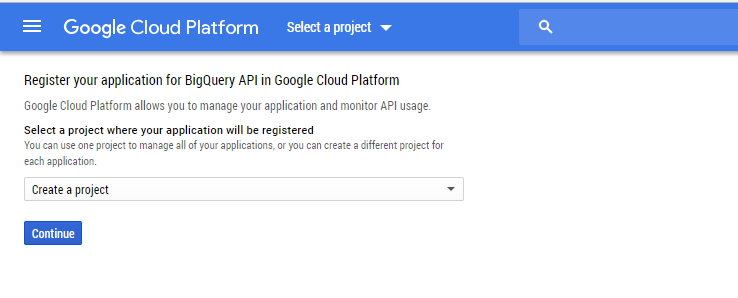 Google Cloud Platform Select a project
Register your application for BigQuery API in Google Cloud Platform
Google Cloud Platform allows you to manage your application and monitor API usage.
Select a project where your application will be registered
You can use one project to manage all of your applications, or you can create a different project for
each application.
Create a project
Continue